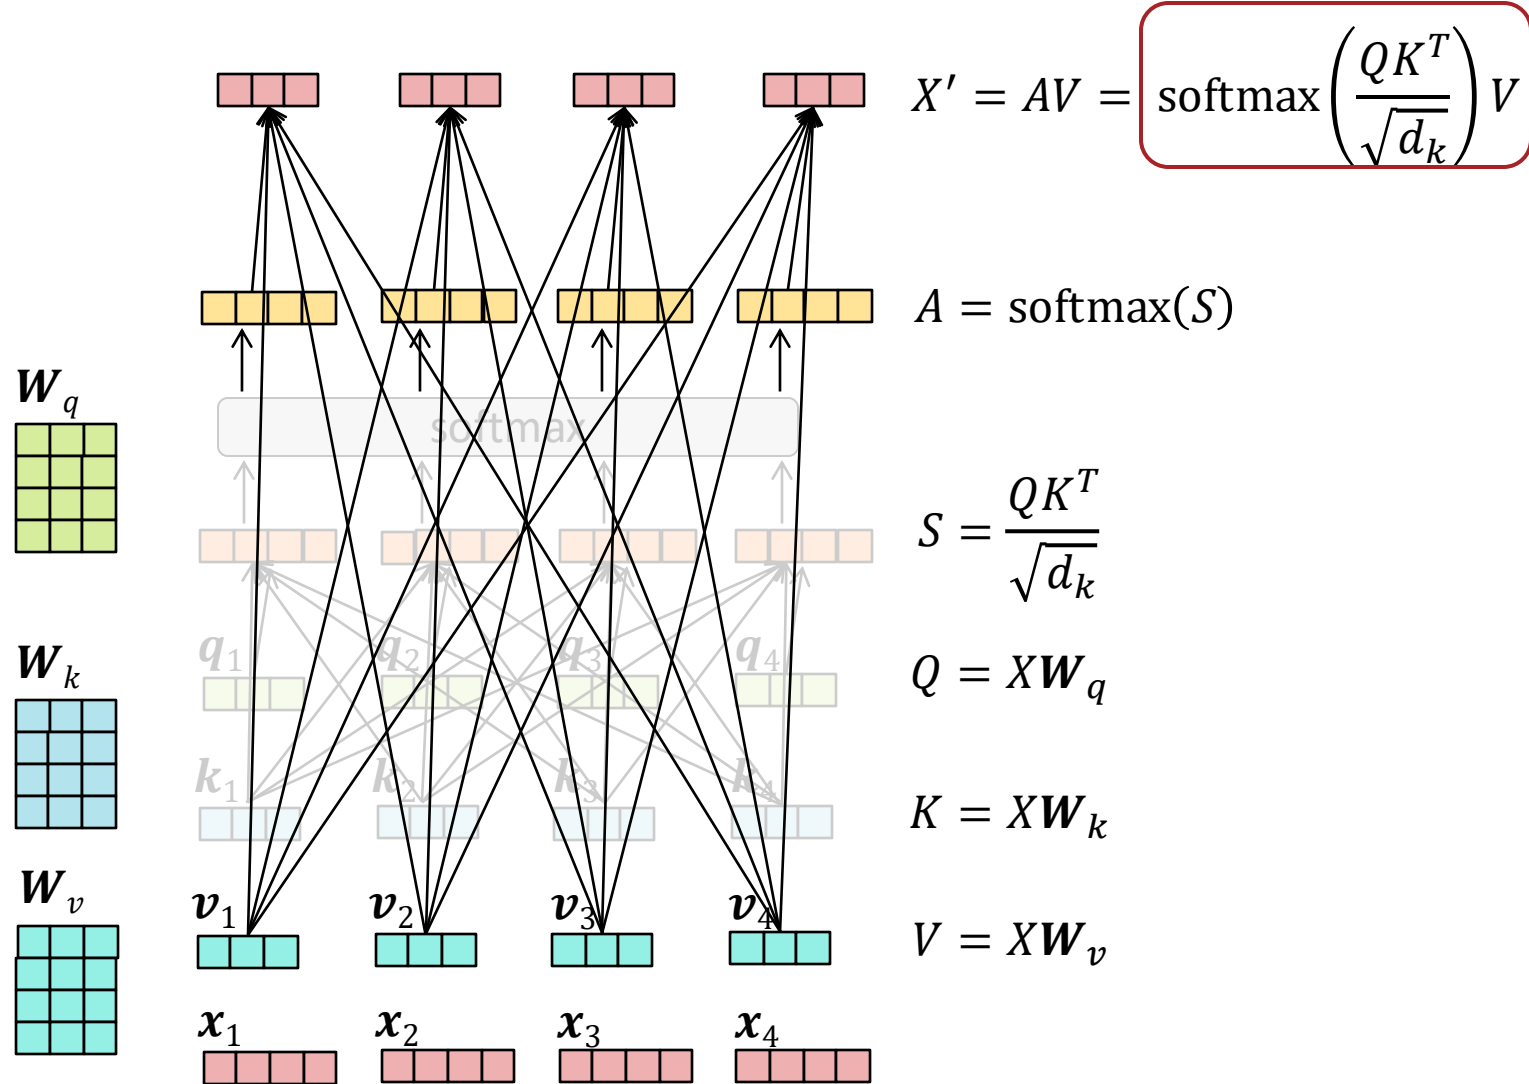 X′ = AV = softmax(QK^T / √d_k) V
A = softmax(S)
W_q
softmax
S = QK^T / √d_k
q_1 q_2 q_3 q_4
Q = XW_q
W_k
k_1 k_2 k_3 k_4
K = XW_k
W_v
v_1 v_2 v_3 v_4
V = XW_v
x_1 x_2 x_3 x_4